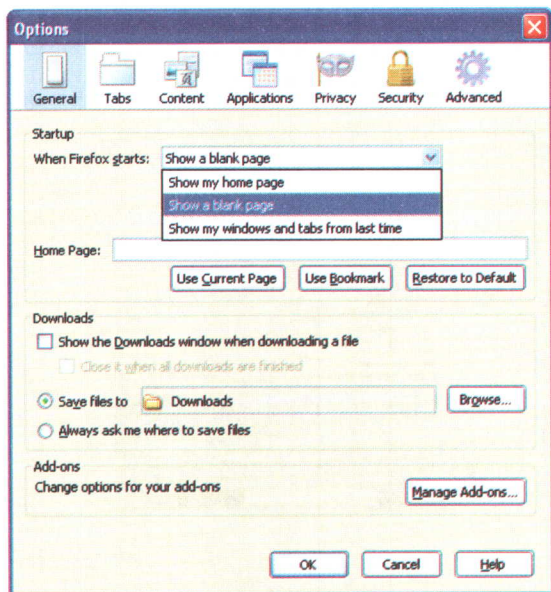 Options
General Tabs Content Applications Privacy Security Advanced
Startup
When Firefox starts: Show a blank page
Show my home page
Show a blank page
Show my windows and tabs from last time
Home Page:
Use Current Page Use Bookmark Restore to Default
Downloads
Show the Downloads window when downloading a file
Close it when all downloads are finished
Save files to Downloads Browse...
Always ask me where to save files
Add-ons
Change options for your add-ons
Manage Add-ons...
OK Cancel Help